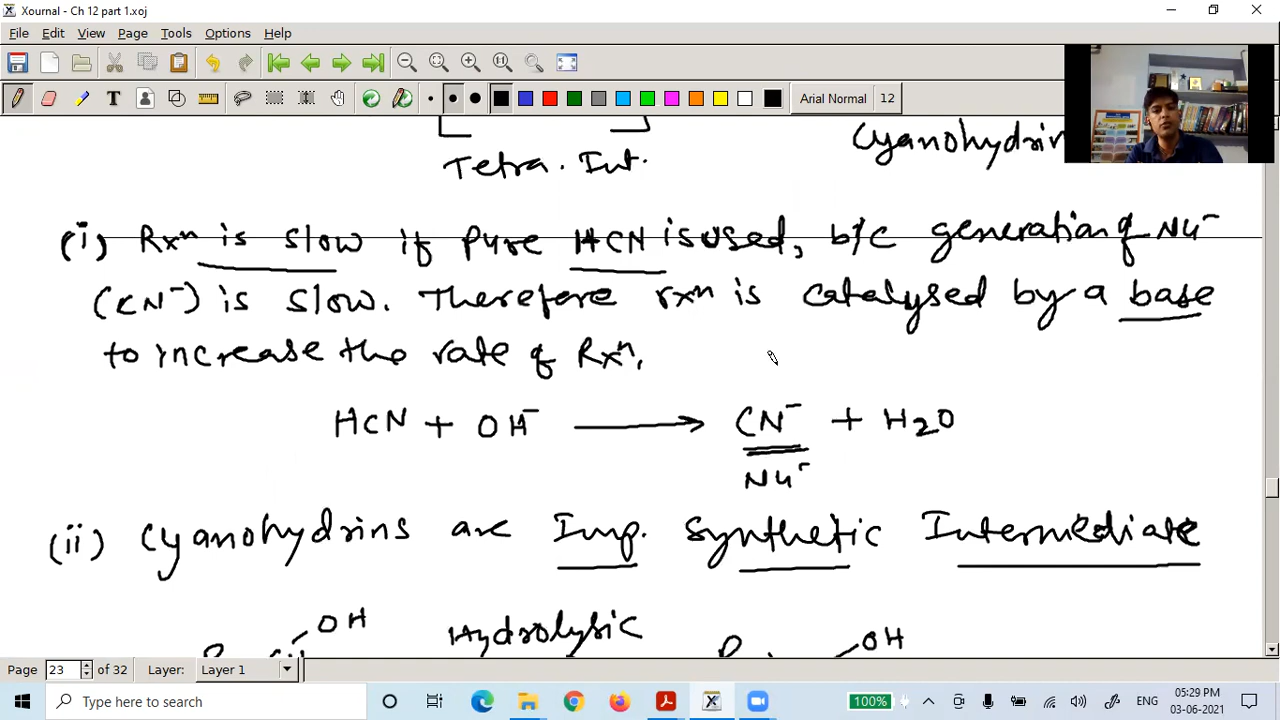 Xournal - Ch 12 part 1.xoj
File Edit View Page Tools Options Help
T Arial Normal 12
Tetra. Int. Cyanohydrin
(i) Rxⁿ is slow if Pure HCN is used, b/c generation of Nu⁻
(CN⁻) is slow. Therefore rxⁿ is catalysed by a base
to increase the rate of Rxⁿ.
HCN + OH⁻ → CN⁻ + H2O
Nu⁻
(ii) Cyanohydrins are Imp. Synthetic Intermediate
OH Hydrolysic OH
Page 23 of 32 Layer: Layer 1
Type here to search 100% ENG 05:29 PM
03-06-2021